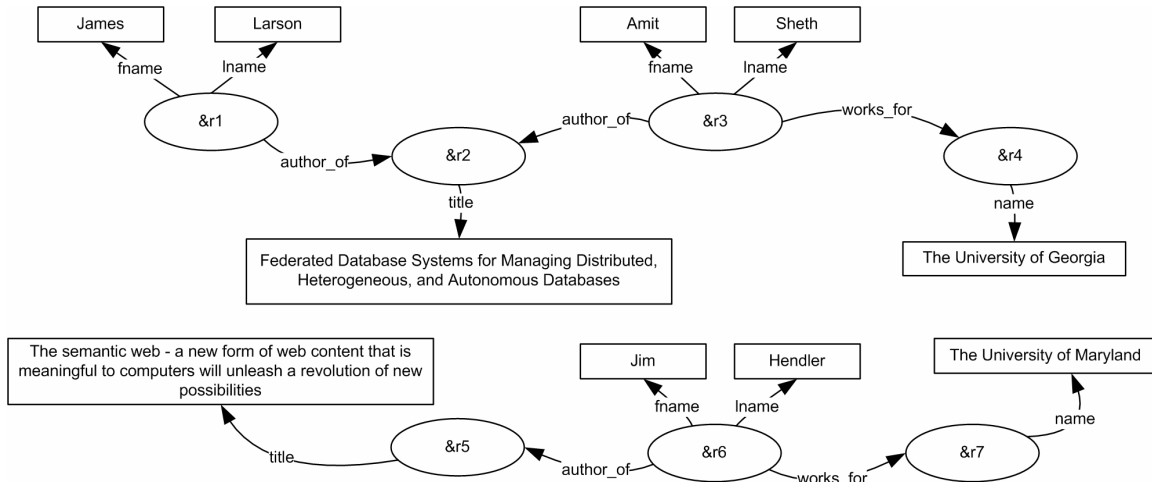 James
Larson
Amit
Sheth
fname
lname
fname
lname
&r1
&r3
author_of
works_for
author_of
&r2
&r4
title
name
Federated Database Systems for Managing Distributed,
Heterogeneous, and Autonomous Databases
The University of Georgia
The semantic web - a new form of web content that is
meaningful to computers will unleash a revolution of new
possibilities
Jim
Hendler
The University of Maryland
fname
lname
name
&r5
&r6
&r7
title
author_of
works_for